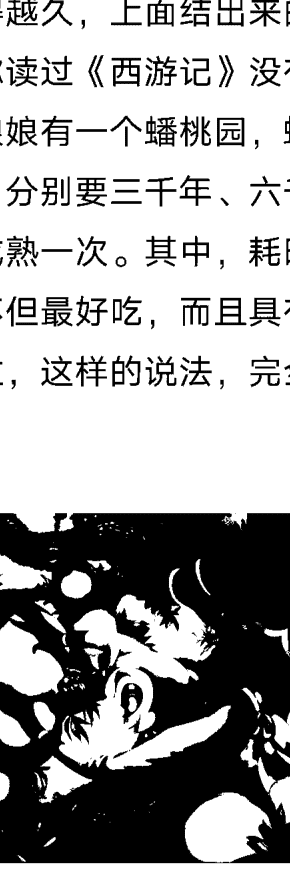 越久，上面结出来
读过《西游记》没
娘有一个蟠桃园，
分别要三千年、六
熟一次。其中，耗
但最好吃，而且具
，这样的说法，完